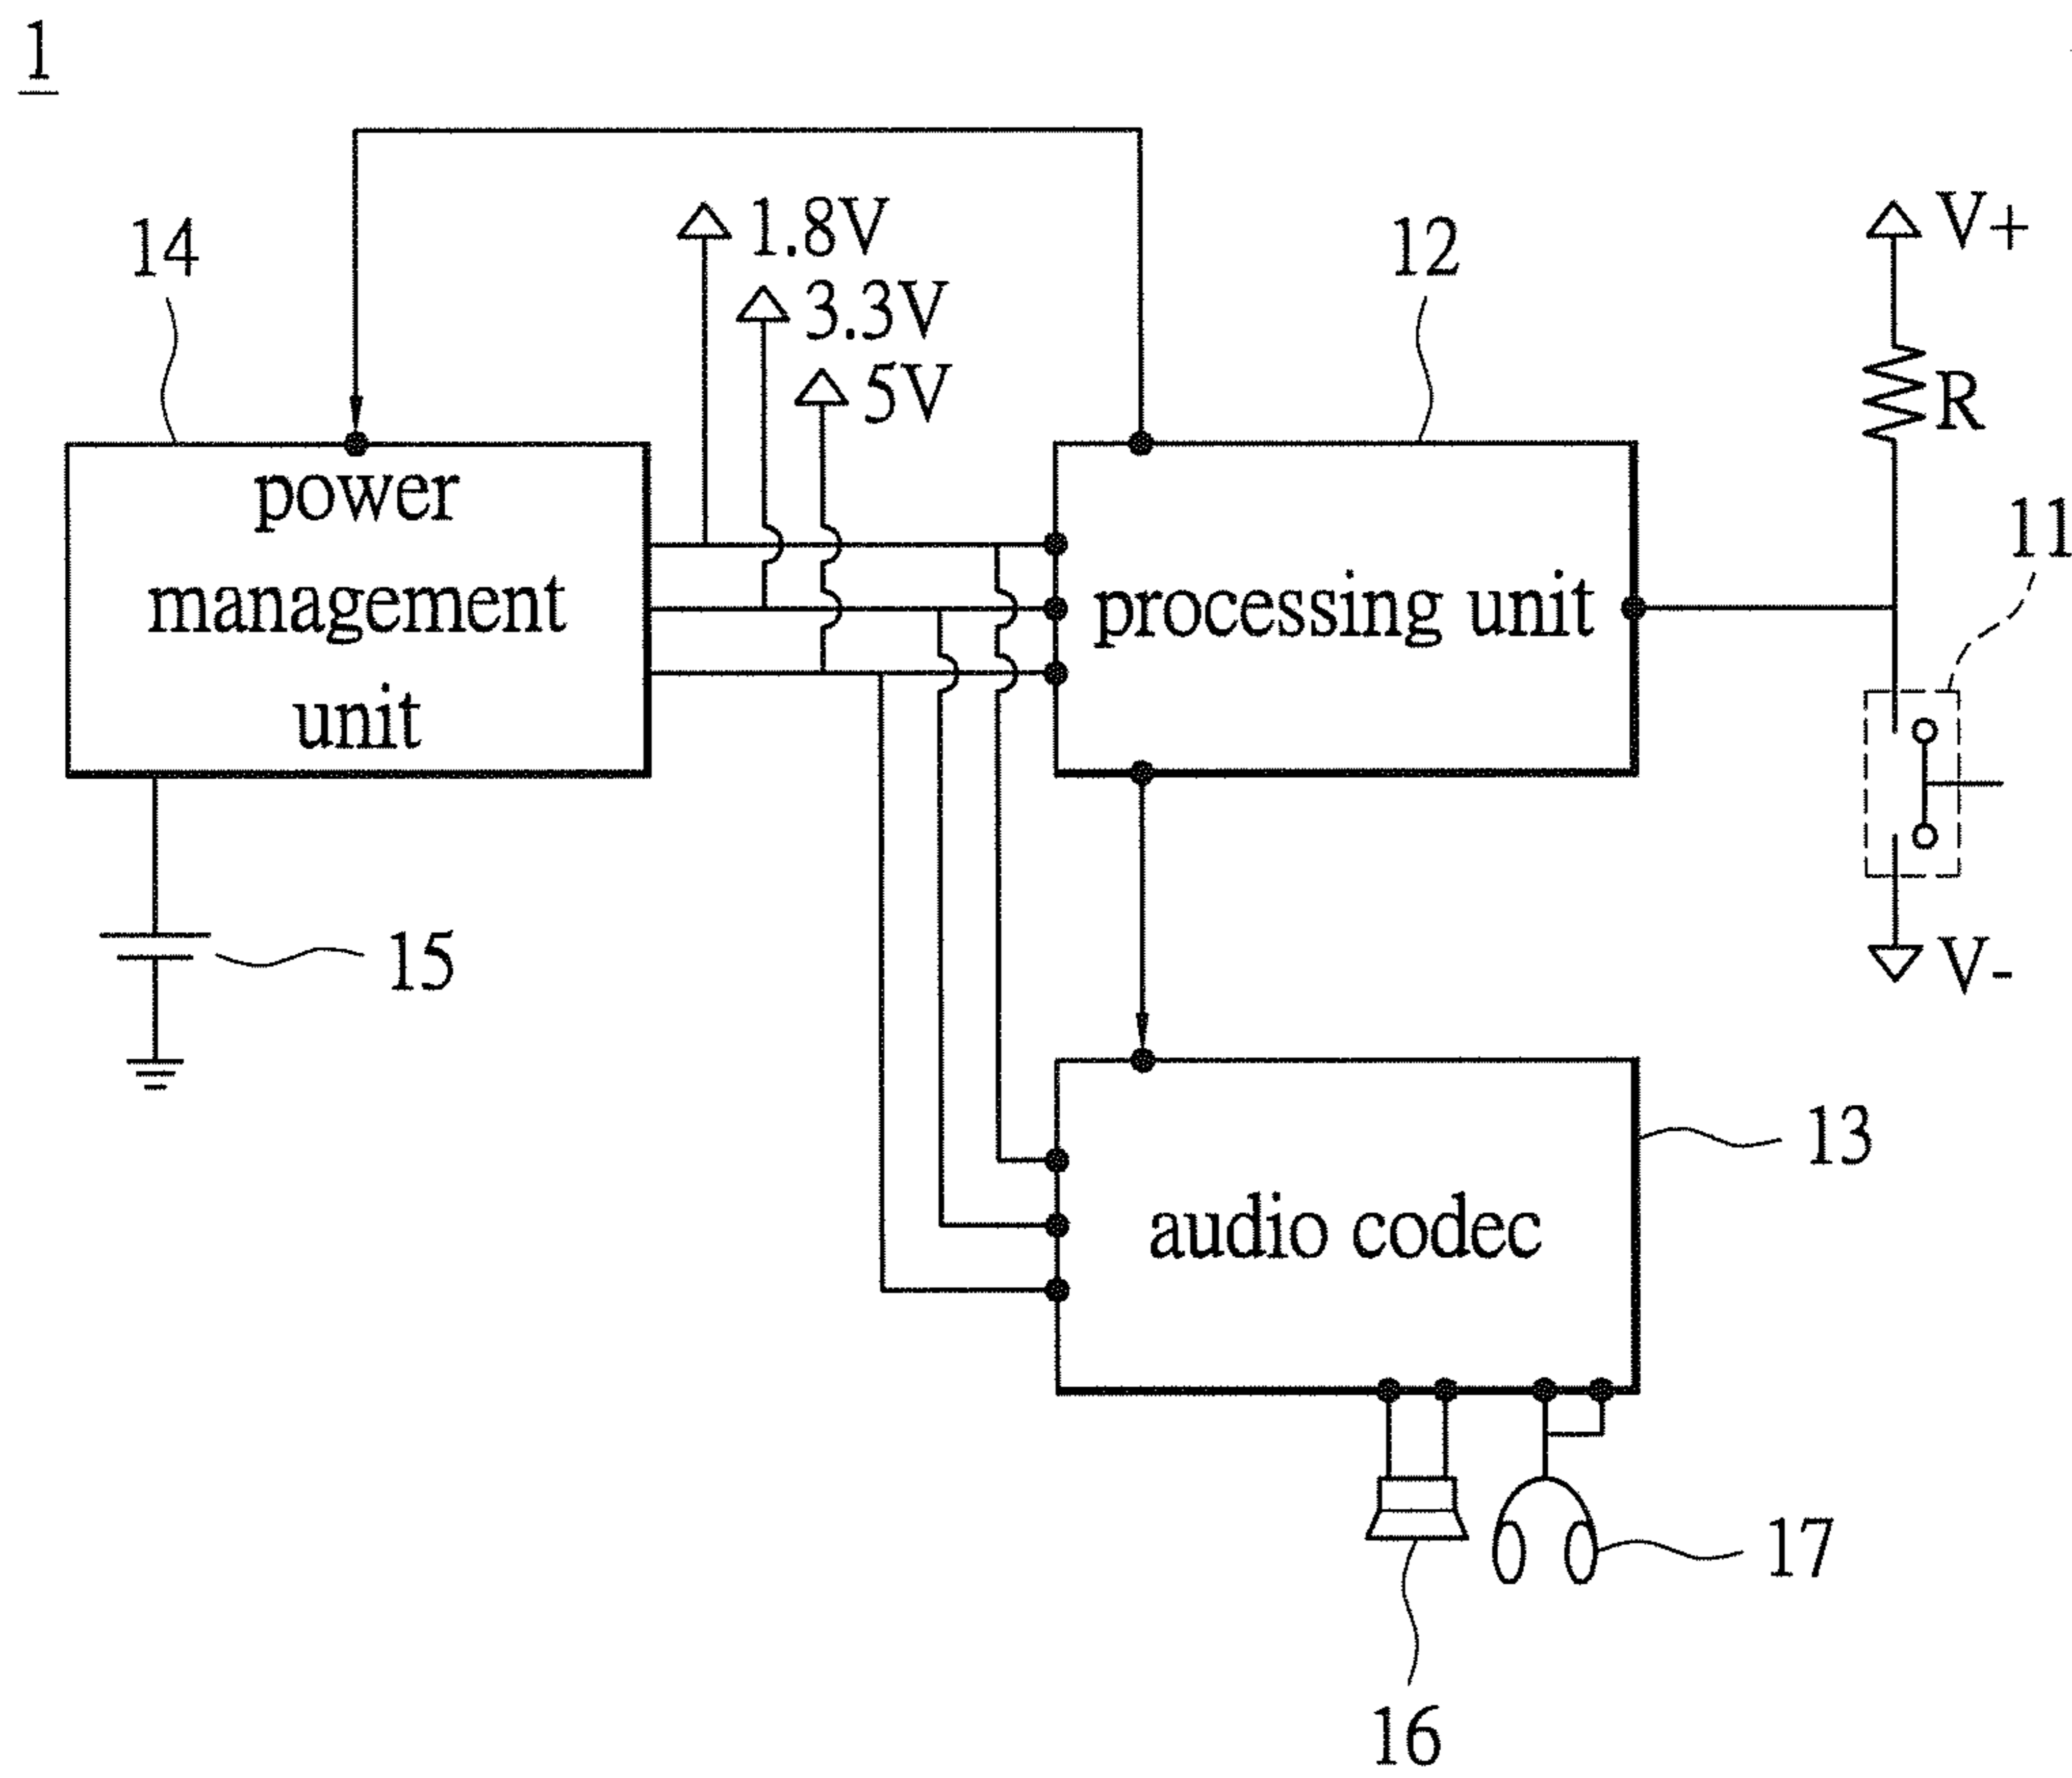 1
1.8V
3.3V
5V
14
12
V+
R
11
power
management
unit
processing unit
15
V-
13
audio codec
17
16